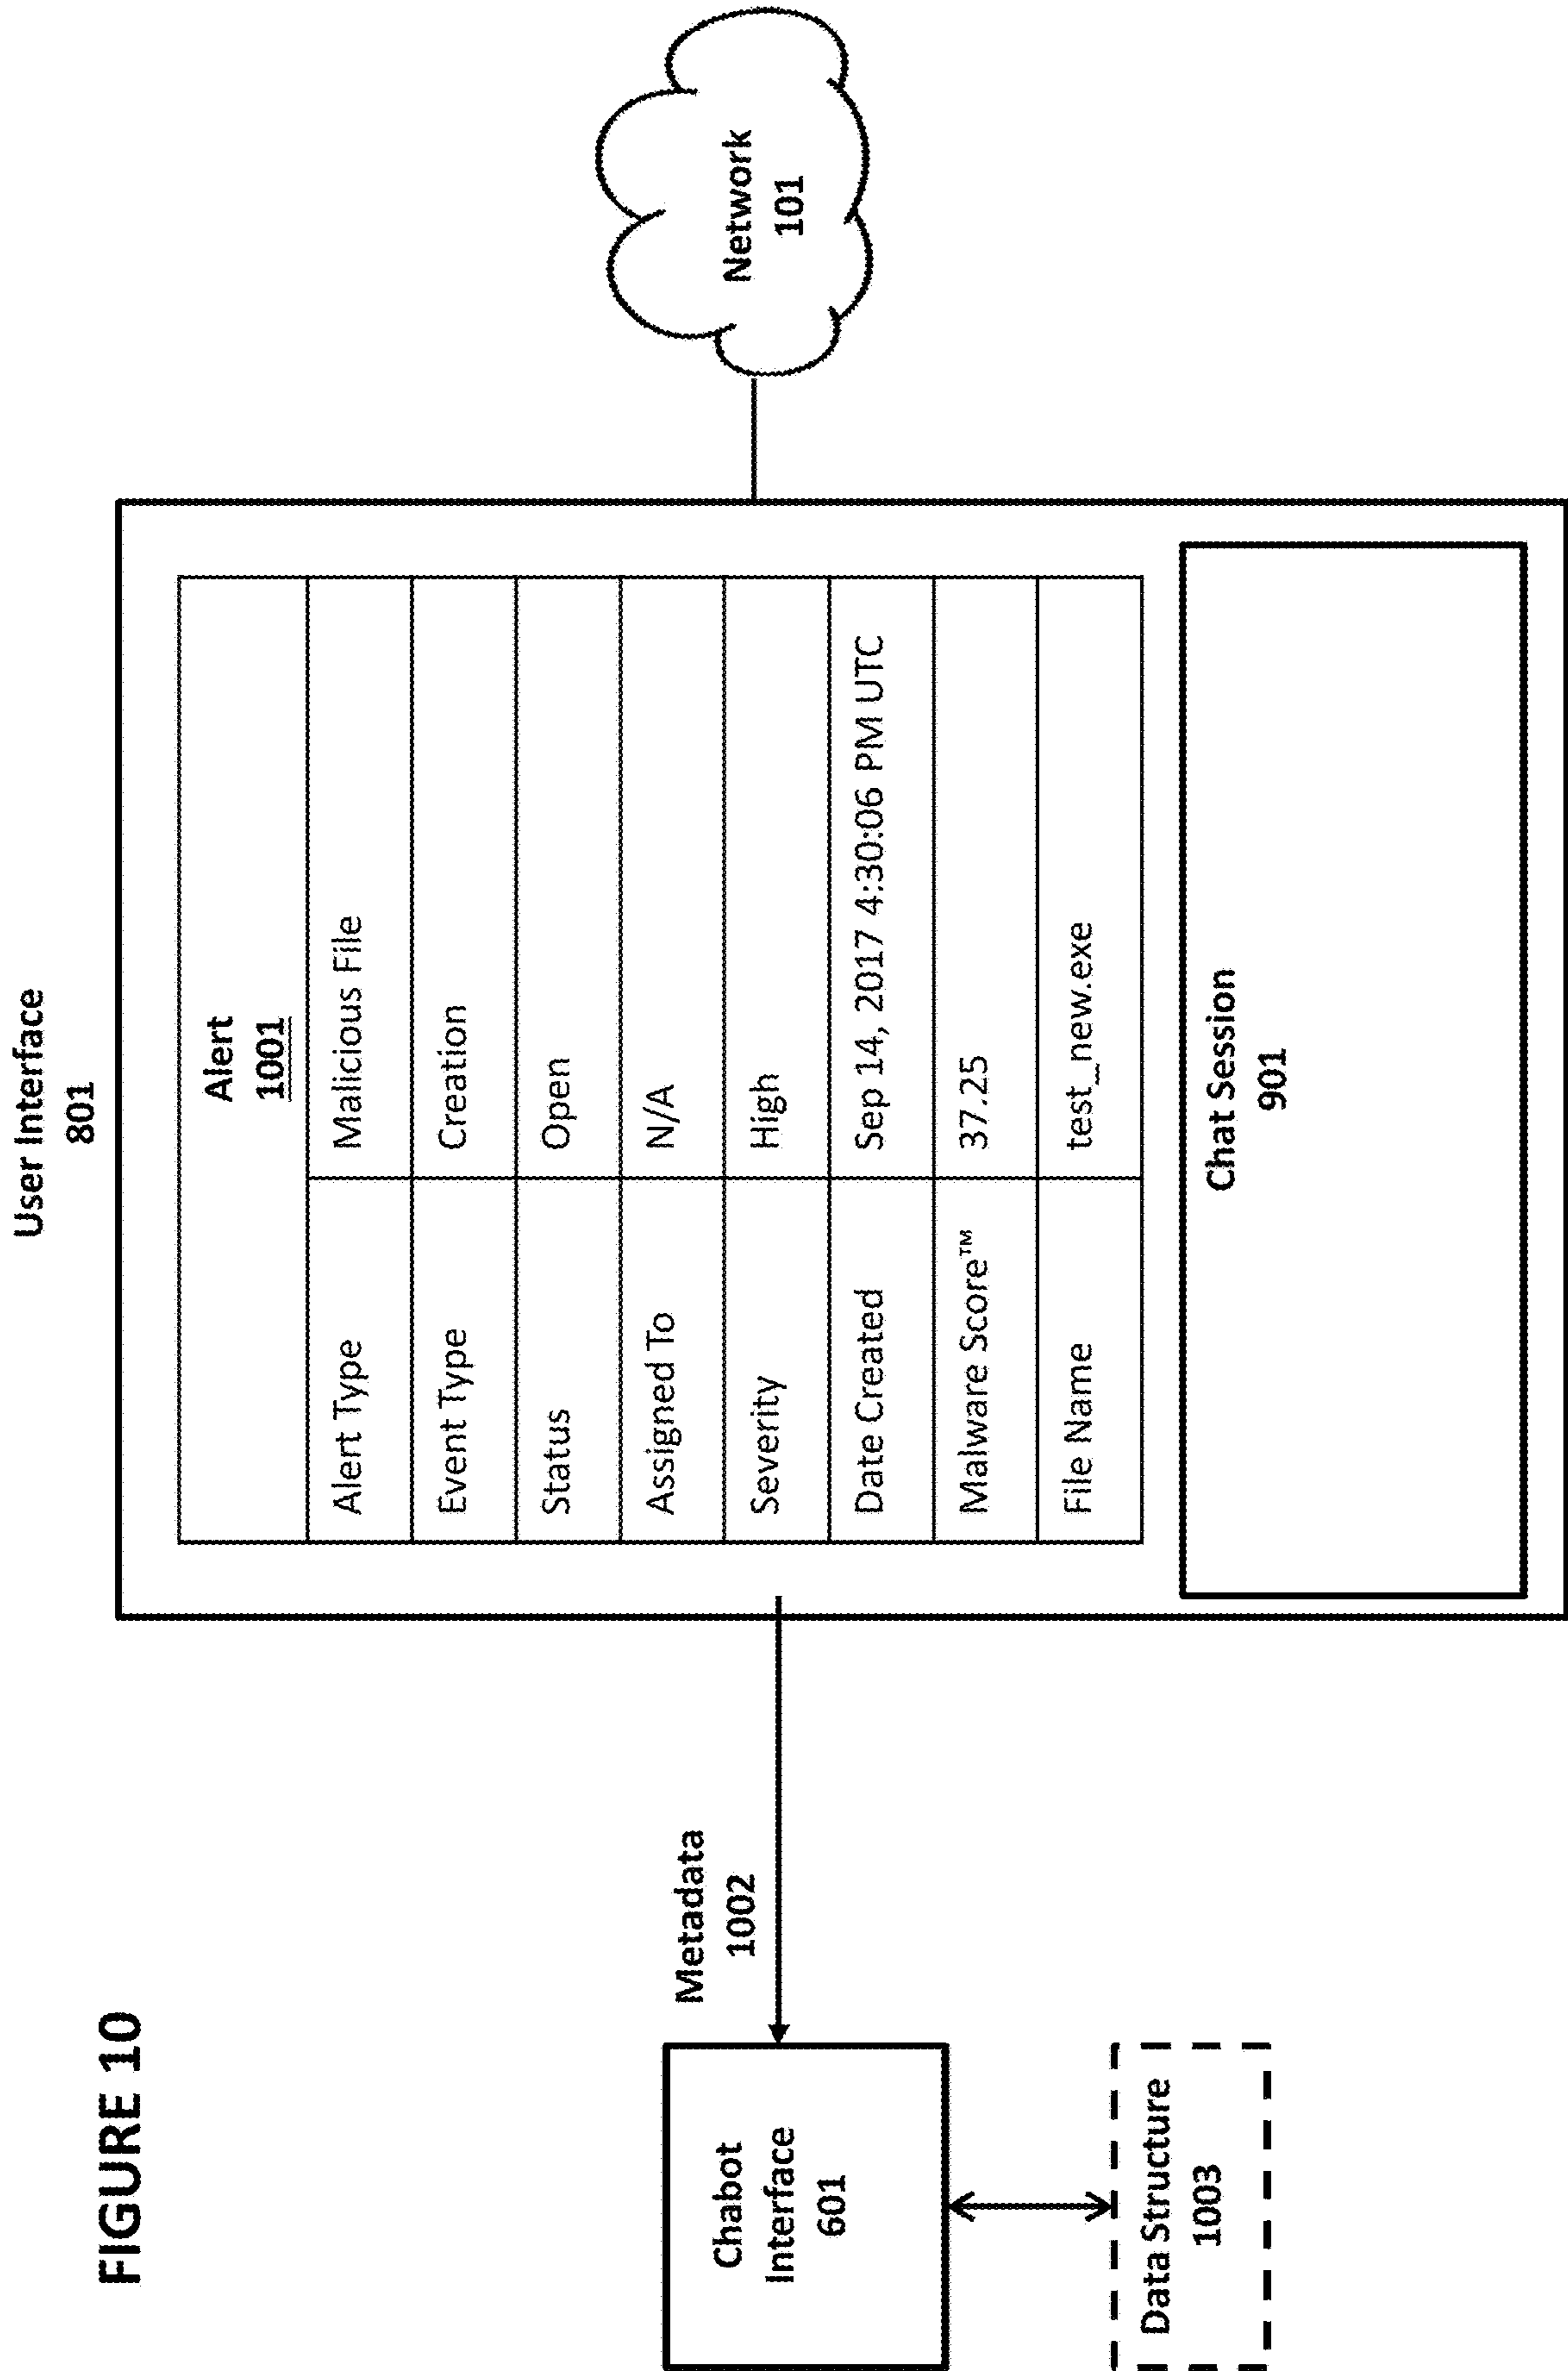 FIGURE 10
User Interface
801
Alert
1001
Alert Type Malicious File
Event Type Creation
Status Open
Assigned To N/A
Severity High
Date Created Sep 14, 2017 4:30:06 PM UTC
Malware Score™ 37.25
File Name test_new.exe
Chat Session
901
Metadata
1002
Chabot
Interface
601
Data Structure
1003
Network
101